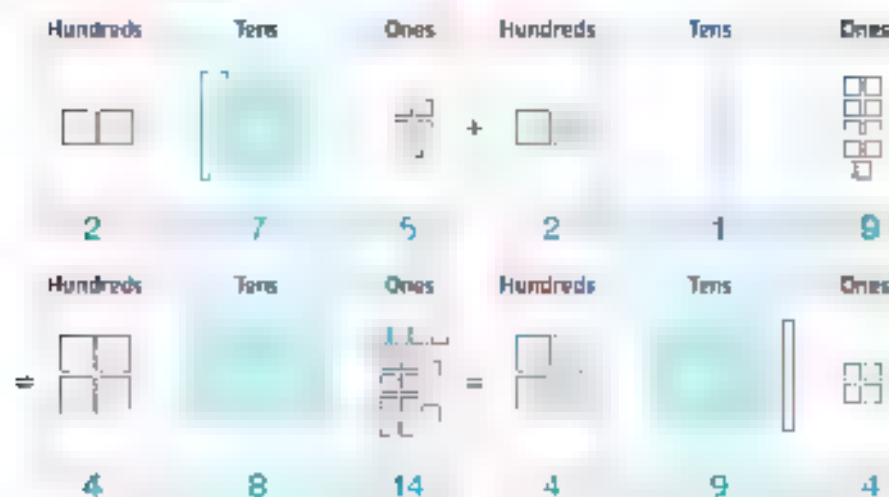 Hundreds Tens Ones Hundreds Tens Ones
+
2 7 5 2 1 9
Hundreds Tens Ones Hundreds Tens Ones
= =
4 8 14 4 9 4